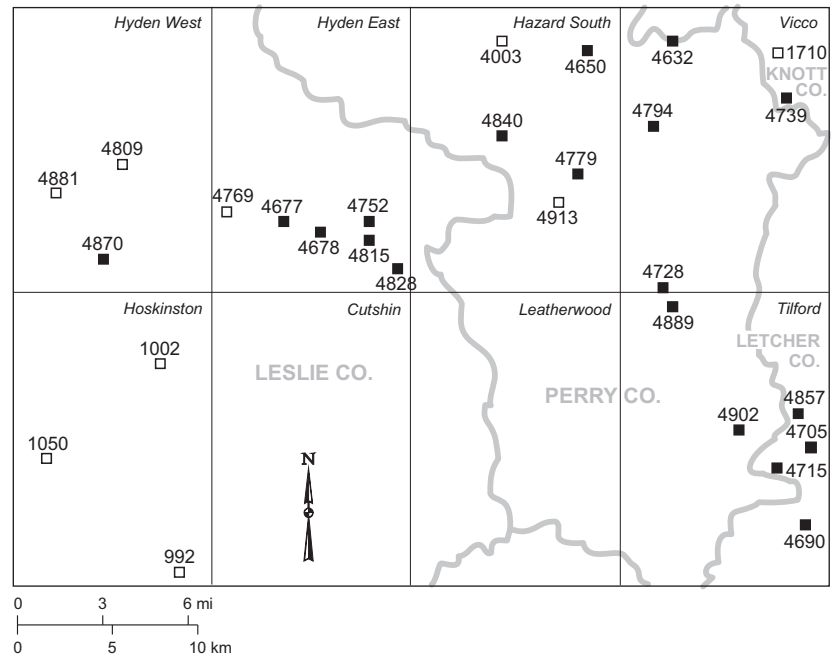 Hyden West
Hyden East
Hazard South
Vicco
4003
4650
4632
1710
KNOTT
CO.
4739
4840
4794
4809
4779
4881
4769
4677
4752
4913
4678
4815
4870
4828
4728
Hoskinston
Cutshin
Leatherwood
Tilford
4889
1002
LETCHER
CO.
LESLIE CO.
PERRY CO.
4857
4902
4705
1050
N
4715
4690
992
0 3 6 mi
0 5 10 km